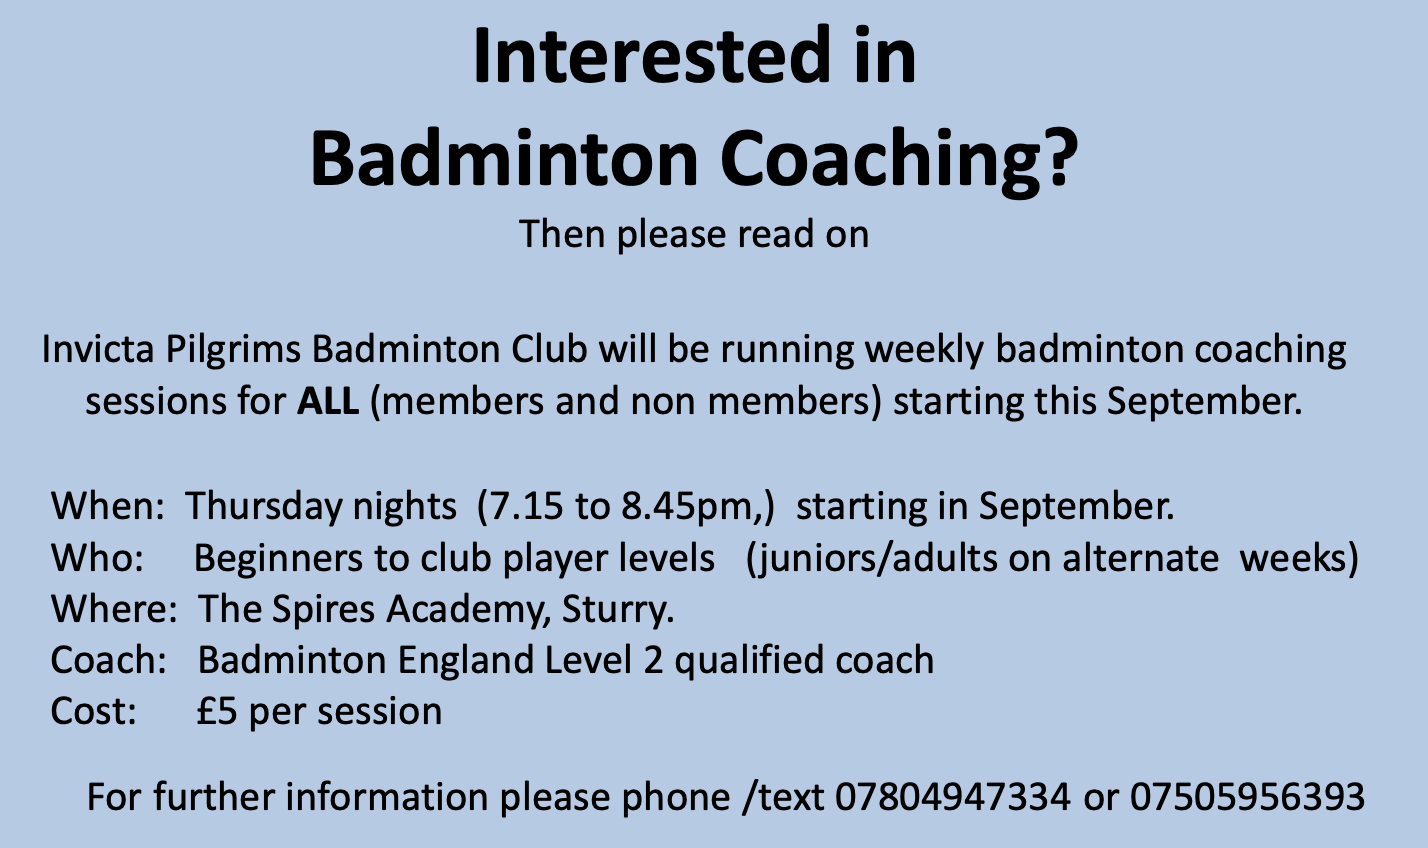 Interested in
Badminton Coaching?
Then please read on
Invicta Pilgrims Badminton Club will be running weekly badminton coaching
sessions for ALL (members and non members) starting this September.
When: Thursday nights (7.15 to 8.45pm,) starting in September.
Who: Beginners to club player levels (juniors/adults on alternate weeks)
Where: The Spires Academy, Sturry.
Coach: Badminton England Level 2 qualified coach
Cost: £5 per session
For further information please phone /text 07804947334 or 07505956393